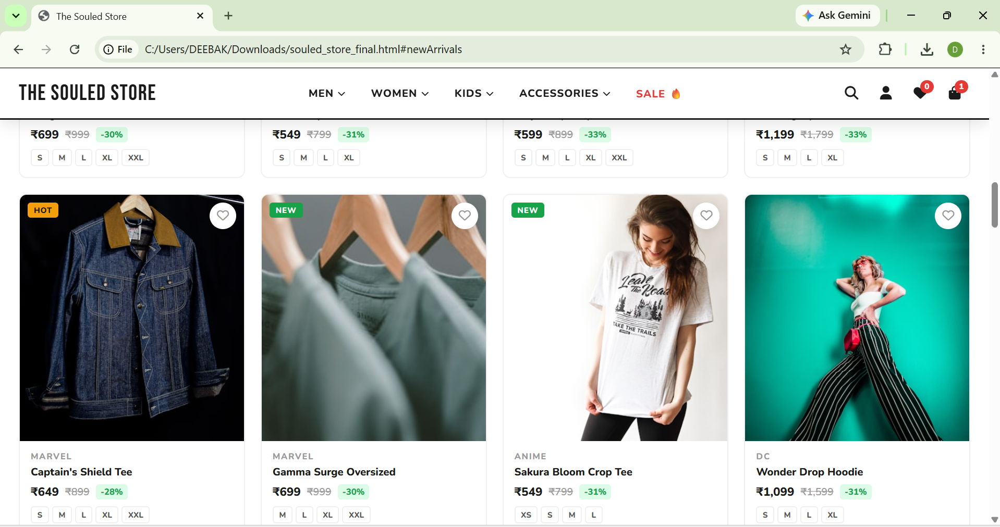 The Souled Store
Ask Gemini
File C:/Users/DEEBAK/Downloads/souled_store_final.html#newArrivals
D
THE SOULED STORE
MEN WOMEN KIDS ACCESSORIES SALE 🔥
0 1
₹699 ₹999 -30%
S M L XL XXL
₹549 ₹799 -31%
S M L XL
₹599 ₹899 -33%
S M L XL XXL
₹1,199 ₹1,799 -33%
S M L XL
HOT
MARVEL
Captain's Shield Tee
₹649 ₹899 -28%
S M L XL XXL
NEW
MARVEL
Gamma Surge Oversized
₹699 ₹999 -30%
M L XL XXL
NEW
Leave
The Road
TAKE THE TRAILS
ANIME
Sakura Bloom Crop Tee
₹549 ₹799 -31%
XS S M L
DC
Wonder Drop Hoodie
₹1,099 ₹1,599 -31%
S M L XL